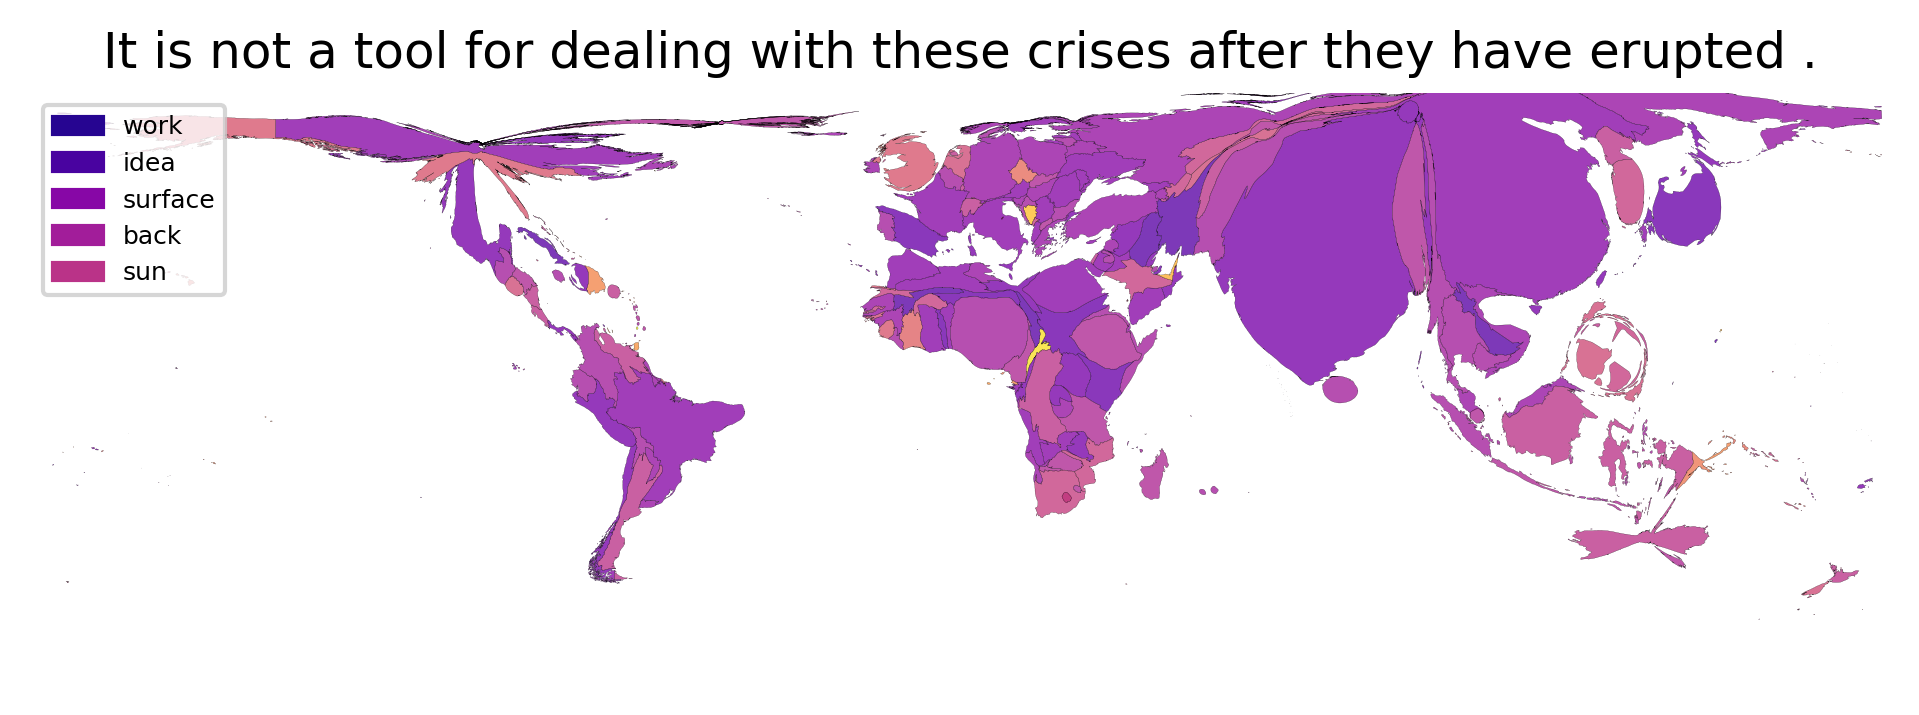 It is not a tool for dealing with these crises after they have erupted .
work
idea
surface
back
sun